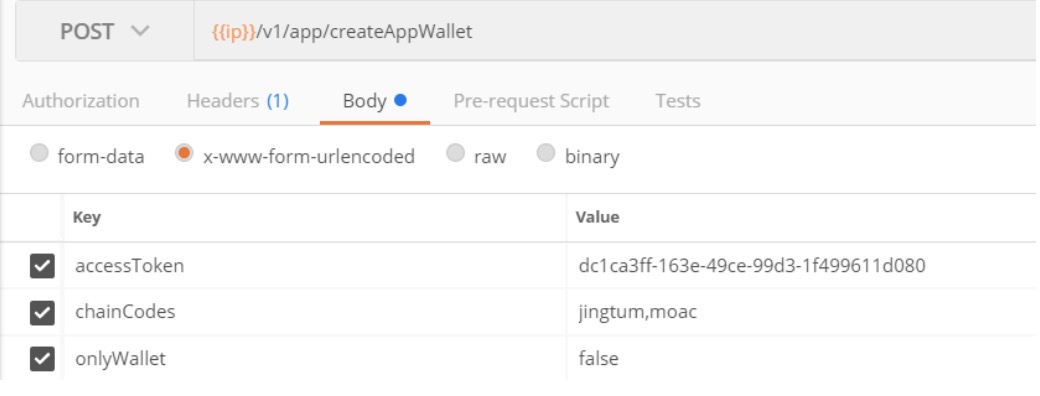 POST {{ip}}/v1/app/createAppWallet
Authorization Headers (1) Body Pre-request Script Tests
form-data x-www-form-urlencoded raw binary
Key Value
accessToken dc1ca3ff-163e-49ce-99d3-1f499611d080
chainCodes jingtum,moac
onlyWallet false